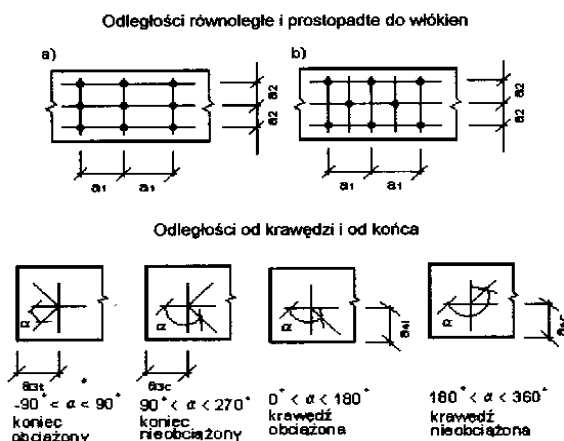 Odległości równoległe i prostopadłe do włókien
a)
b)
a2
a2
a2
a2
a1 a1
a1 a1
Odległości od krawędzi i od końca
α
α
α
α
a3t
a3c
a4t
a4c
-90° < α < 90°
koniec
obciążony
90° < α < 270°
koniec
nieobciążony
0° < α < 180°
krawędź
obciążona
180° < α < 360°
krawędź
nieobciążona